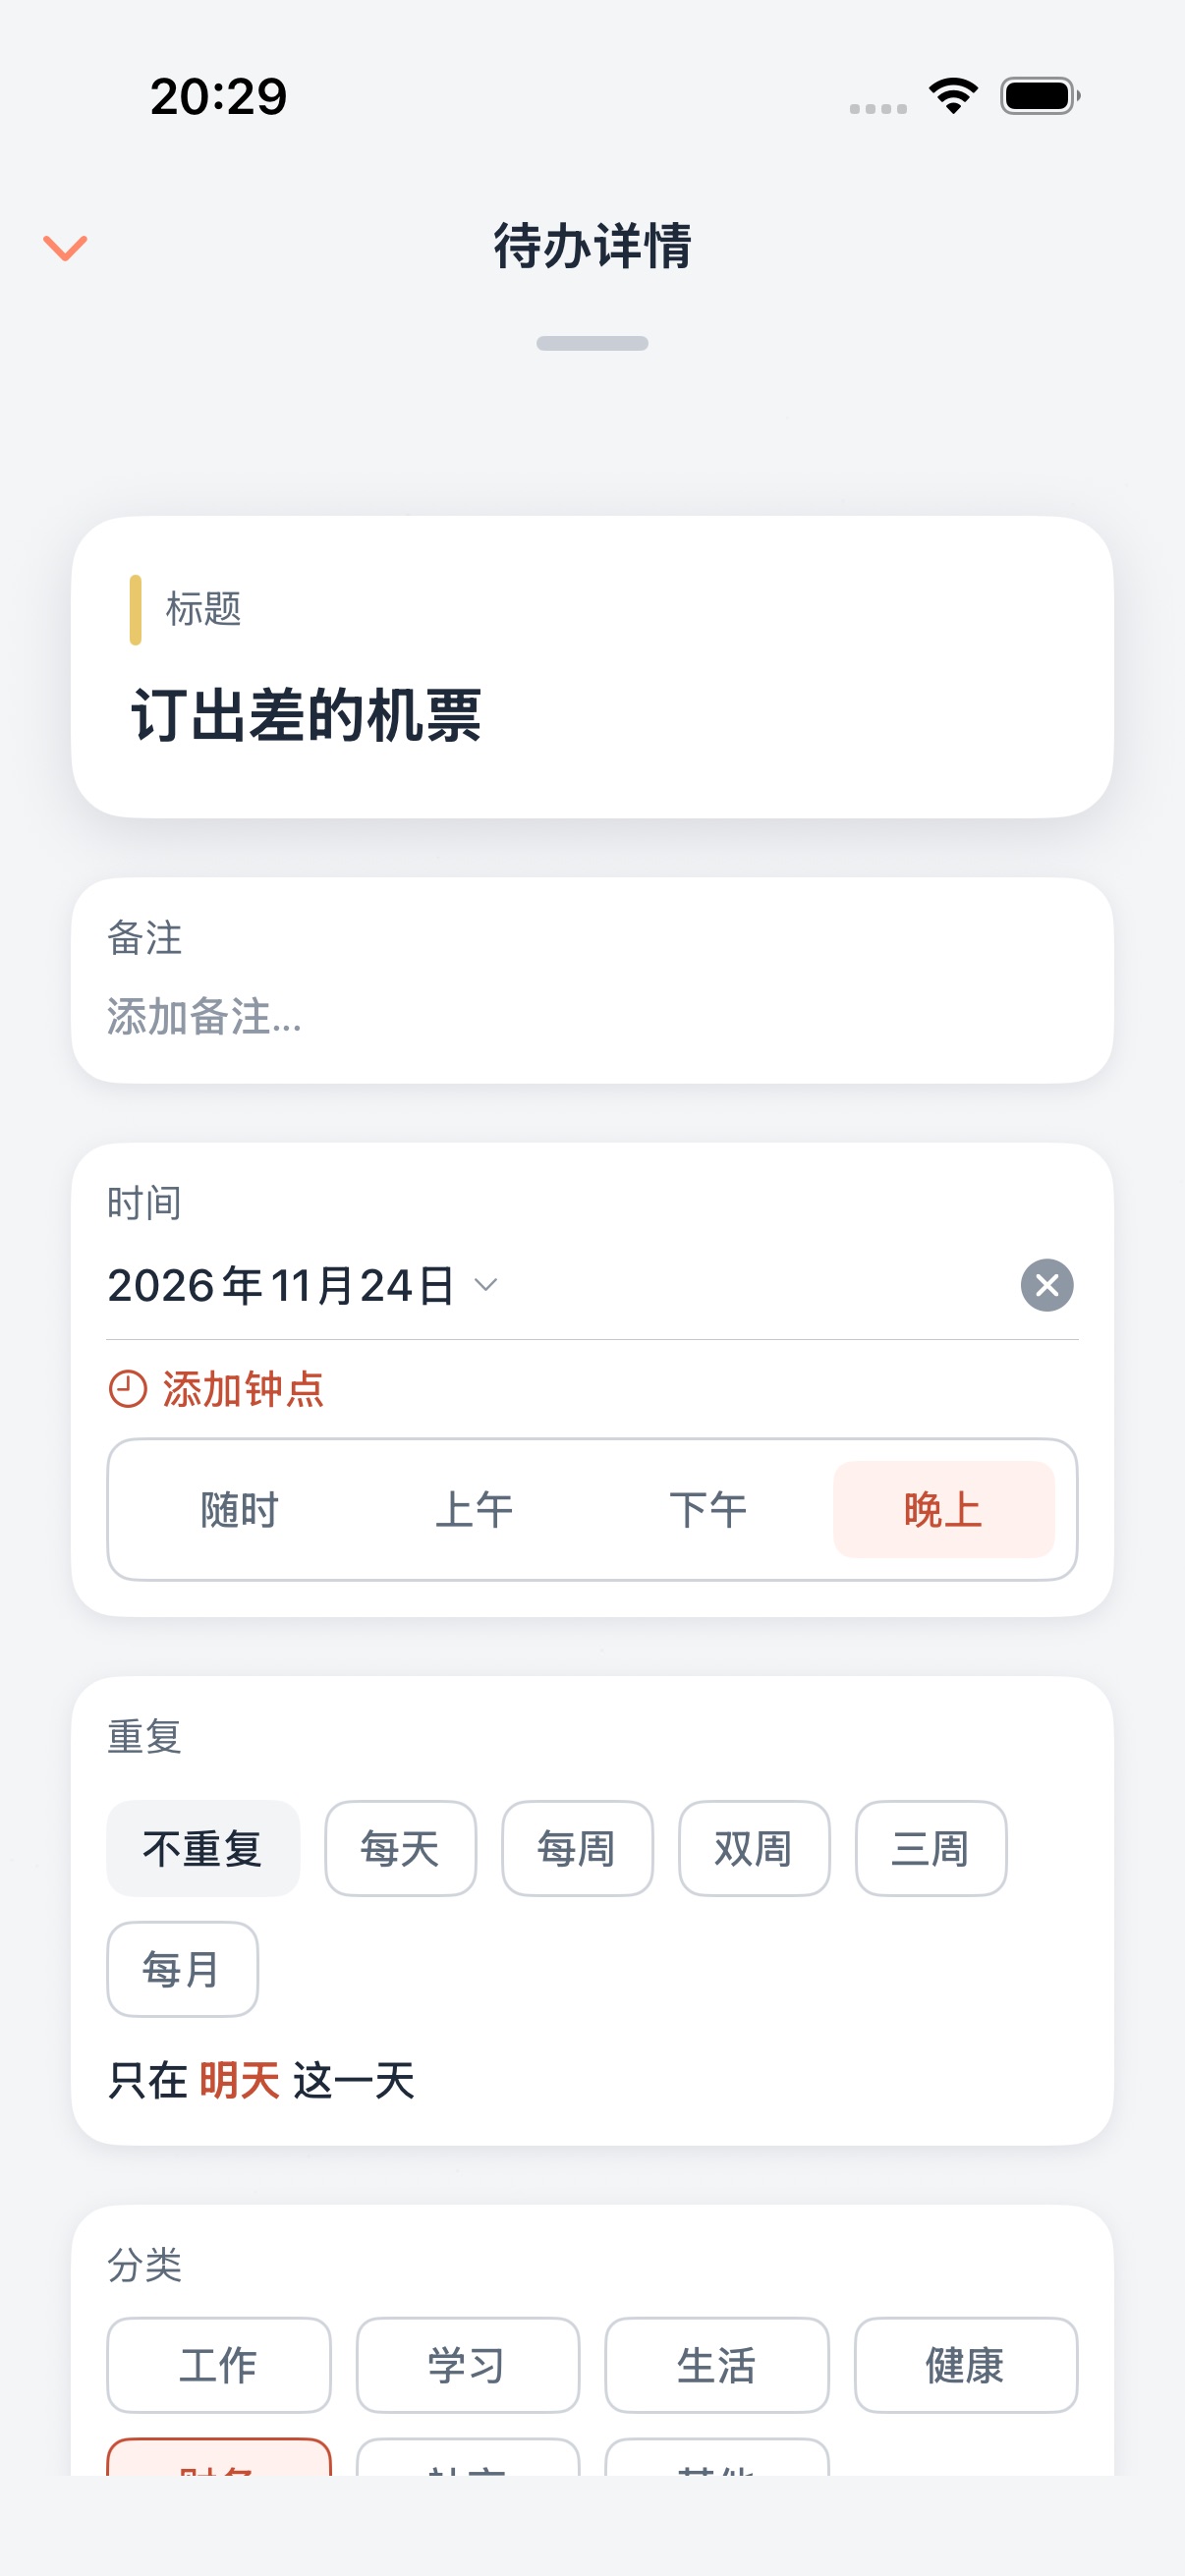 20:29
待办详情
标题
订出差的机票
备注
添加备注...
时间
2026年11月24日
添加钟点
随时 上午 下午 晚上
重复
不重复 每天 每周 双周 三周
每月
只在 明天 这一天
分类
工作 学习 生活 健康